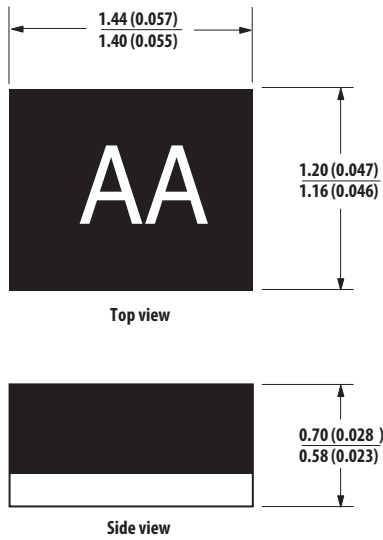 1.44 (0.057)
1.40 (0.055)
AA
1.20 (0.047)
1.16 (0.046)
Top view
0.70 (0.028 )
0.58 (0.023)
Side view